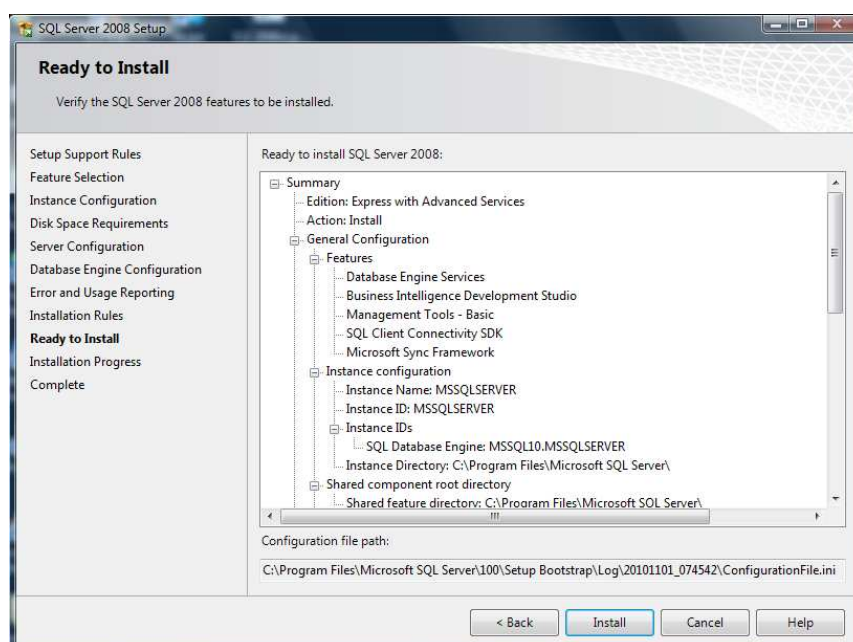 SQL Server 2008 Setup
Ready to Install
Verify the SQL Server 2008 features to be installed.
Setup Support Rules
Feature Selection
Instance Configuration
Disk Space Requirements
Server Configuration
Database Engine Configuration
Error and Usage Reporting
Installation Rules
Ready to Install
Installation Progress
Complete
Ready to install SQL Server 2008:
Summary
Edition: Express with Advanced Services
Action: Install
General Configuration
Features
Database Engine Services
Business Intelligence Development Studio
Management Tools - Basic
SQL Client Connectivity SDK
Microsoft Sync Framework
Instance configuration
Instance Name: MSSQLSERVER
Instance ID: MSSQLSERVER
Instance IDs
SQL Database Engine: MSSQL10.MSSQLSERVER
Instance Directory: C:\Program Files\Microsoft SQL Server\
Shared component root directory
Shared feature directory: C:\Program Files\Microsoft SQL Server\
Configuration file path:
C:\Program Files\Microsoft SQL Server\100\Setup Bootstrap\Log\20101101_074542\ConfigurationFile.ini
< Back
Install
Cancel
Help